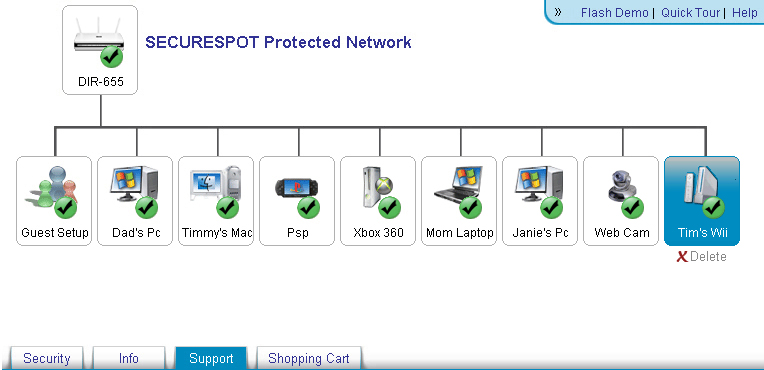 » Flash Demo | Quick Tour | Help
SECURESPOT Protected Network
DIR-655
Guest Setup
Dad's Pc
Timmy's Mac
Psp
Xbox 360
Mom Laptop
Janie's Pc
Web Cam
Tim's Wii
Delete
Security
Info
Support
Shopping Cart